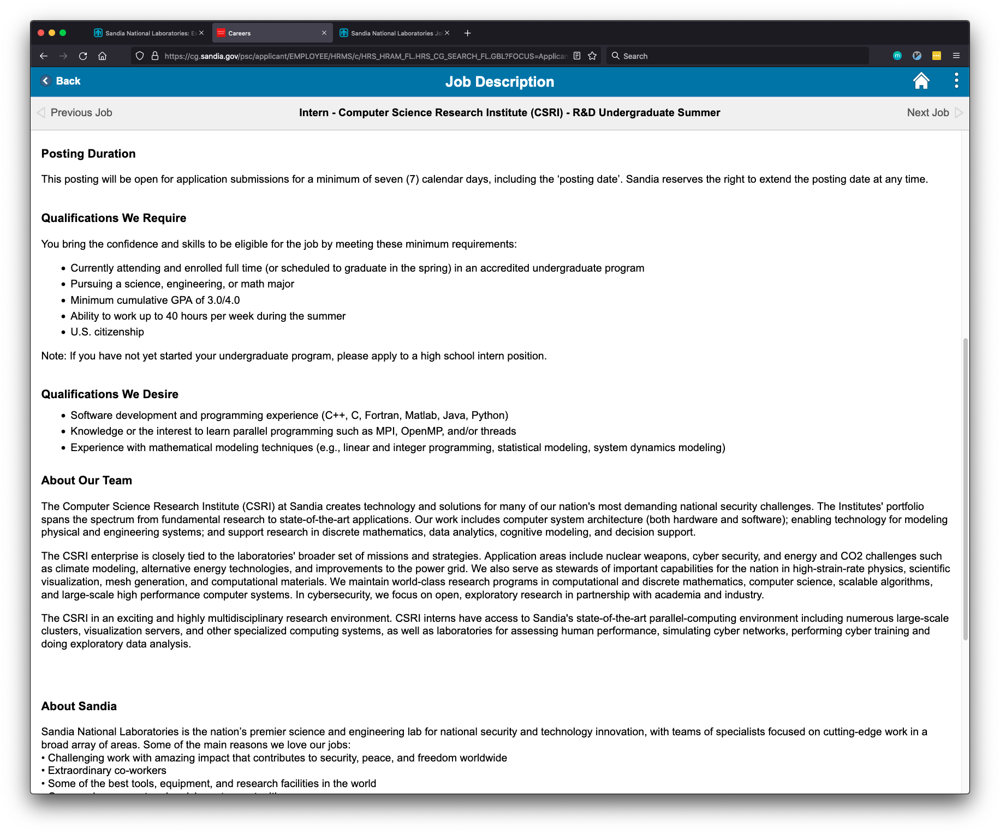 Sandia National Laboratories: Ex
Careers
Sandia National Laboratories Jo
https://cg.sandia.gov/psc/applicant/EMPLOYEE/HRMS/c/HRS_HRAM_FL.HRS_CG_SEARCH_FL.GBL?FOCUS=Applican
Search
m
Back
Job Description
Previous Job
Intern - Computer Science Research Institute (CSRI) - R&D Undergraduate Summer
Next Job
Posting Duration
This posting will be open for application submissions for a minimum of seven (7) calendar days, including the ‘posting date’. Sandia reserves the right to extend the posting date at any time.
Qualifications We Require
You bring the confidence and skills to be eligible for the job by meeting these minimum requirements:
• Currently attending and enrolled full time (or scheduled to graduate in the spring) in an accredited undergraduate program
• Pursuing a science, engineering, or math major
• Minimum cumulative GPA of 3.0/4.0
• Ability to work up to 40 hours per week during the summer
• U.S. citizenship
Note: If you have not yet started your undergraduate program, please apply to a high school intern position.
Qualifications We Desire
• Software development and programming experience (C++, C, Fortran, Matlab, Java, Python)
• Knowledge or the interest to learn parallel programming such as MPI, OpenMP, and/or threads
• Experience with mathematical modeling techniques (e.g., linear and integer programming, statistical modeling, system dynamics modeling)
About Our Team
The Computer Science Research Institute (CSRI) at Sandia creates technology and solutions for many of our nation's most demanding national security challenges. The Institutes' portfolio
spans the spectrum from fundamental research to state-of-the-art applications. Our work includes computer system architecture (both hardware and software); enabling technology for modeling
physical and engineering systems; and support research in discrete mathematics, data analytics, cognitive modeling, and decision support.
The CSRI enterprise is closely tied to the laboratories' broader set of missions and strategies. Application areas include nuclear weapons, cyber security, and energy and CO2 challenges such
as climate modeling, alternative energy technologies, and improvements to the power grid. We also serve as stewards of important capabilities for the nation in high-strain-rate physics, scientific
visualization, mesh generation, and computational materials. We maintain world-class research programs in computational and discrete mathematics, computer science, scalable algorithms,
and large-scale high performance computer systems. In cybersecurity, we focus on open, exploratory research in partnership with academia and industry.
The CSRI in an exciting and highly multidisciplinary research environment. CSRI interns have access to Sandia's state-of-the-art parallel-computing environment including numerous large-scale
clusters, visualization servers, and other specialized computing systems, as well as laboratories for assessing human performance, simulating cyber networks, performing cyber training and
doing exploratory data analysis.
About Sandia
Sandia National Laboratories is the nation’s premier science and engineering lab for national security and technology innovation, with teams of specialists focused on cutting-edge work in a
broad array of areas. Some of the main reasons we love our jobs:
• Challenging work with amazing impact that contributes to security, peace, and freedom worldwide
• Extraordinary co-workers
• Some of the best tools, equipment, and research facilities in the world